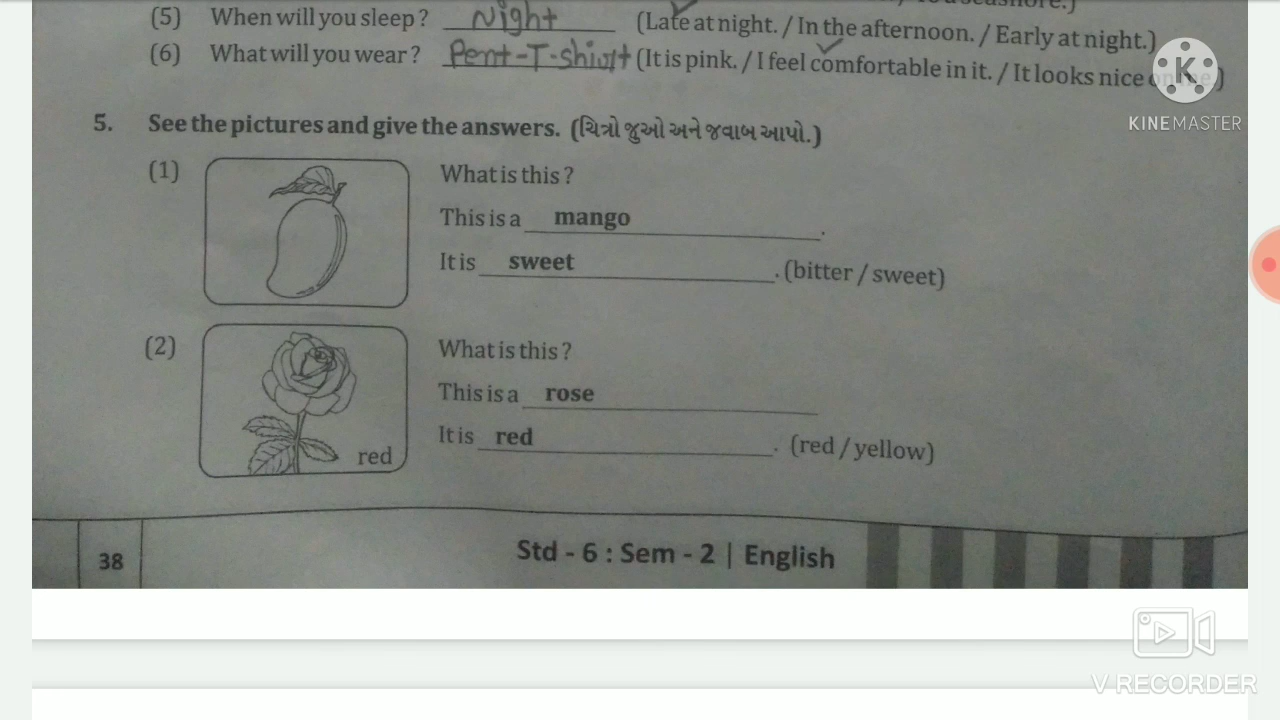 (5) When will you sleep? Night (Late at night. / In the afternoon. / Early at night.)
(6) What will you wear? Pent-T-shirt (It is pink. / I feel comfortable in it. / It looks nice
K
KINEMASTER
5. See the pictures and give the answers. (ચિત્રો જુઓ અને જવાબ આપો.)
(1) What is this?
This is a mango.
It is sweet. (bitter / sweet)
(2) What is this?
This is a rose
It is red. (red / yellow)
red
38 Std - 6 : Sem - 2 | English
V RECORDER